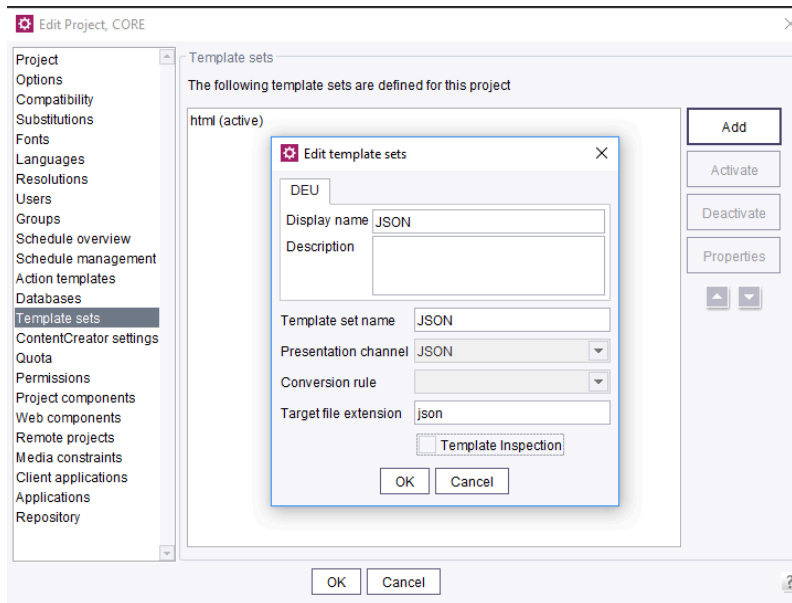 Edit Project, CORE
Project
Options
Compatibility
Substitutions
Fonts
Languages
Resolutions
Users
Groups
Schedule overview
Schedule management
Action templates
Databases
Template sets
ContentCreator settings
Quota
Permissions
Project components
Web components
Remote projects
Media constraints
Client applications
Applications
Repository
Template sets
The following template sets are defined for this project
html (active)
Add
Activate
Deactivate
Properties
Edit template sets
DEU
Display name JSON
Description
Template set name JSON
Presentation channel JSON
Conversion rule
Target file extension json
Template Inspection
OK Cancel
OK Cancel
?